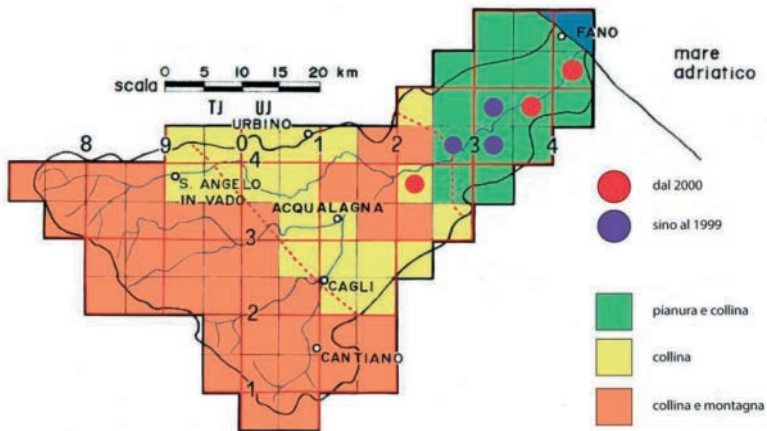 FANO
mare
adriatico
scala
0 5 10 15 20 km
TJ UJ
URBINO
8 9 0 1 2 3 4
4
S. ANGELO
IN VADO
ACQUALAGNA
3
CAGLI
2
CANTIANO
1
dal 2000
sino al 1999
pianura e collina
collina
collina e montagna